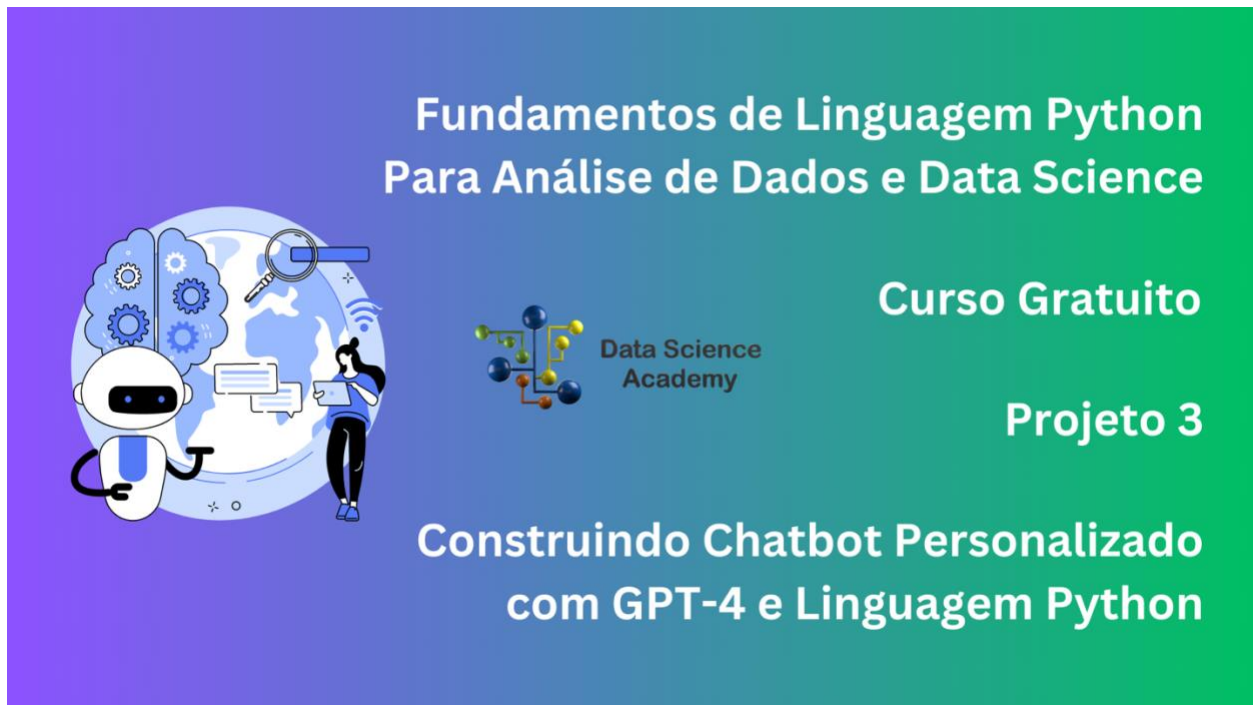 Fundamentos de Linguagem Python
Para Análise de Dados e Data Science
Curso Gratuito
Data Science
Academy
Projeto 3
Construindo Chatbot Personalizado
com GPT-4 e Linguagem Python